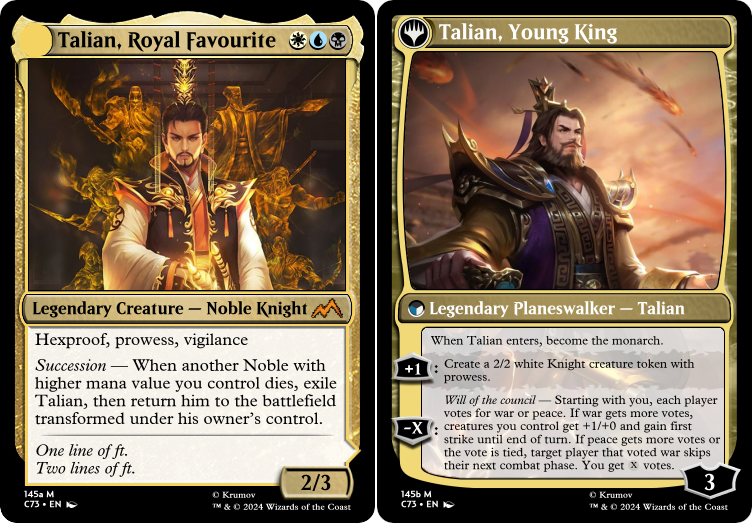 Talian, Royal Favourite
Legendary Creature — Noble Knight
Hexproof, prowess, vigilance
Succession — When another Noble with
higher mana value you control dies, exile
Talian, then return him to the battlefield
transformed under his owner's control.
One line of ft.
Two lines of ft.
2/3
145a M
C73 • EN
© Krumov
™ & © 2024 Wizards of the Coast
Talian, Young King
Legendary Planeswalker — Talian
When Talian enters, become the monarch.
+1: Create a 2/2 white Knight creature token with
prowess.
Will of the council — Starting with you, each player
votes for war or peace. If war gets more votes,
creatures you control get +1/+0 and gain first
−X: strike until end of turn. If peace gets more votes or
the vote is tied, target player that voted war skips
their next combat phase. You get X votes.
3
145b M
C73 • EN
© Krumov
™ & © 2024 Wizards of the Coast